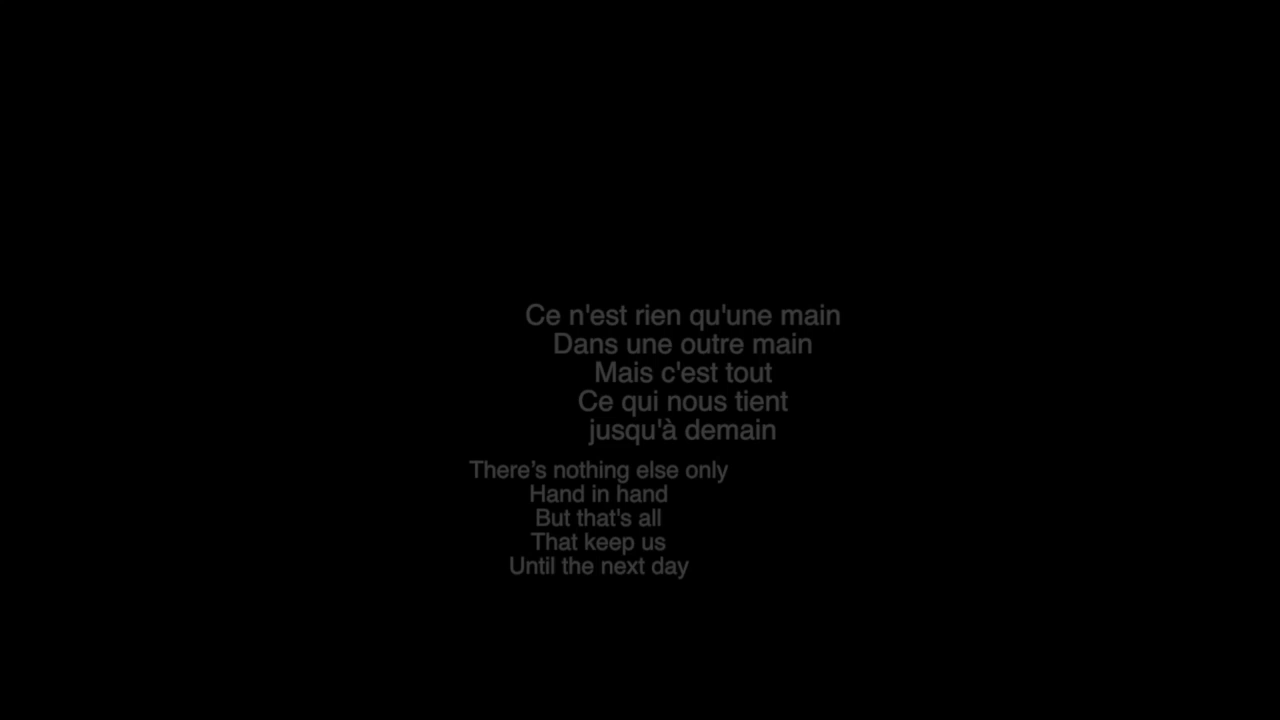 Ce n'est rien qu'une main
Dans une outre main
Mais c'est tout
Ce qui nous tient
jusqu'à demain
There’s nothing else only
Hand in hand
But that's all
That keep us
Until the next day